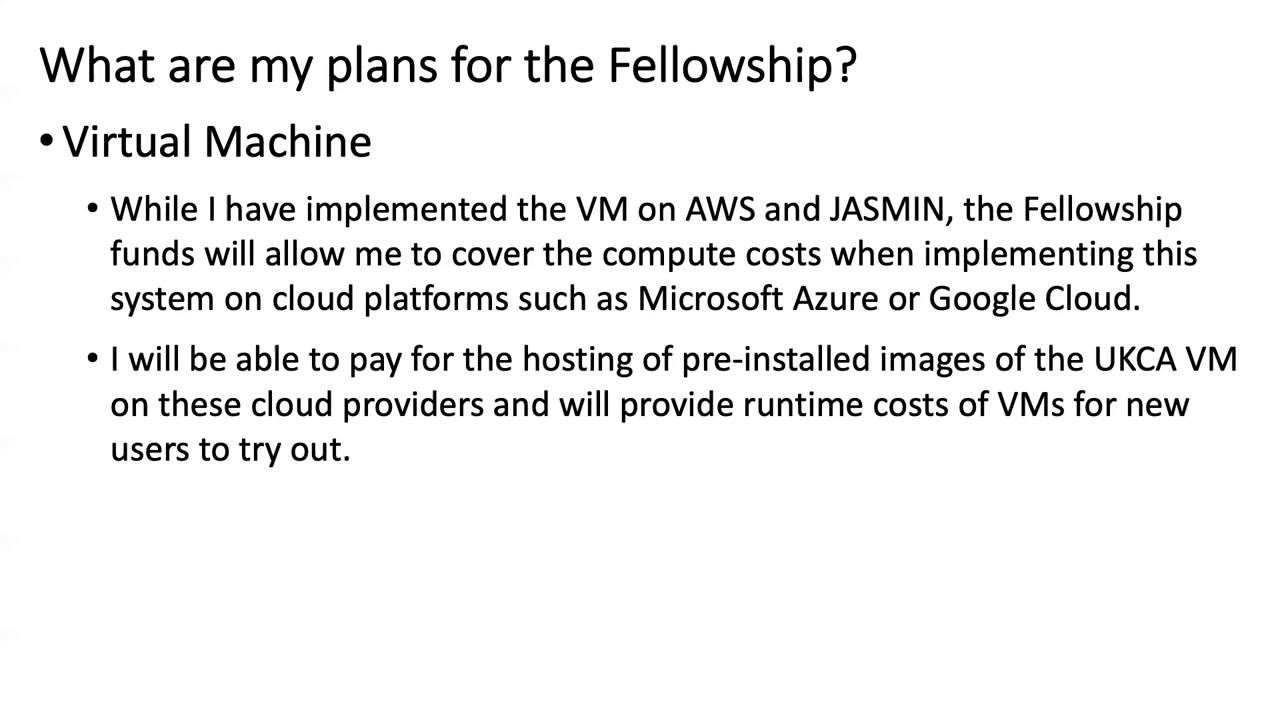 What are my plans for the Fellowship?
• Virtual Machine
• While I have implemented the VM on AWS and JASMIN, the Fellowship
funds will allow me to cover the compute costs when implementing this
system on cloud platforms such as Microsoft Azure or Google Cloud.
• I will be able to pay for the hosting of pre-installed images of the UKCA VM
on these cloud providers and will provide runtime costs of VMs for new
users to try out.